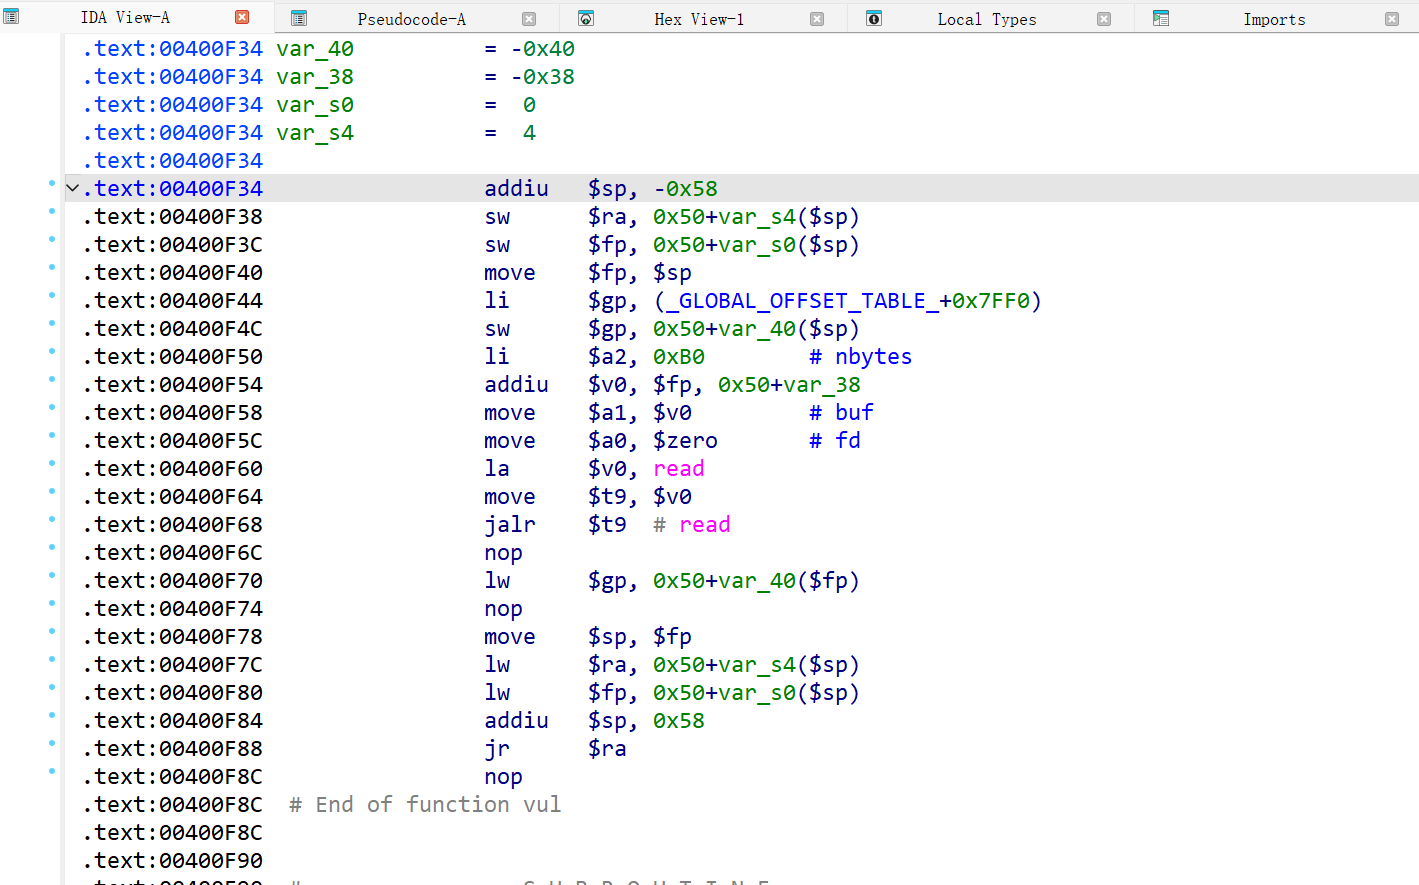 IDA View-A Pseudocode-A Hex View-1 Local Types Imports
.text:00400F34 var_40 = -0x40
.text:00400F34 var_38 = -0x38
.text:00400F34 var_s0 = 0
.text:00400F34 var_s4 = 4
.text:00400F34
.text:00400F34 addiu $sp, -0x58
.text:00400F38 sw $ra, 0x50+var_s4($sp)
.text:00400F3C sw $fp, 0x50+var_s0($sp)
.text:00400F40 move $fp, $sp
.text:00400F44 li $gp, (_GLOBAL_OFFSET_TABLE_+0x7FF0)
.text:00400F4C sw $gp, 0x50+var_40($sp)
.text:00400F50 li $a2, 0xB0 # nbytes
.text:00400F54 addiu $v0, $fp, 0x50+var_38
.text:00400F58 move $a1, $v0 # buf
.text:00400F5C move $a0, $zero # fd
.text:00400F60 la $v0, read
.text:00400F64 move $t9, $v0
.text:00400F68 jalr $t9 # read
.text:00400F6C nop
.text:00400F70 lw $gp, 0x50+var_40($fp)
.text:00400F74 nop
.text:00400F78 move $sp, $fp
.text:00400F7C lw $ra, 0x50+var_s4($sp)
.text:00400F80 lw $fp, 0x50+var_s0($sp)
.text:00400F84 addiu $sp, 0x58
.text:00400F88 jr $ra
.text:00400F8C nop
.text:00400F8C # End of function vul
.text:00400F8C
.text:00400F90